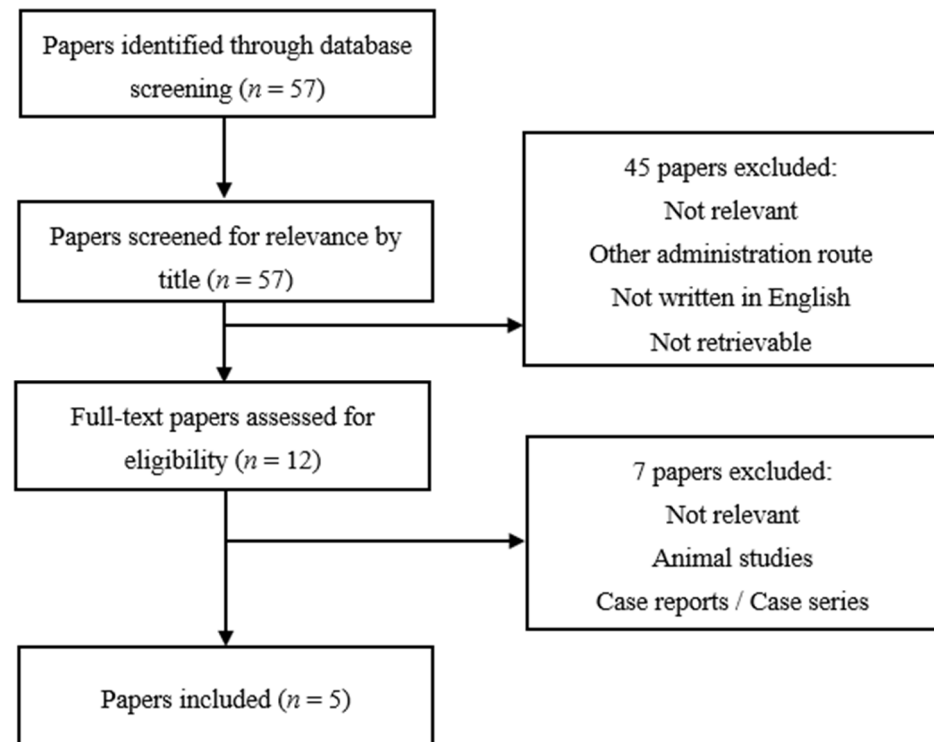 Papers identified through database
screening (n = 57)
Papers screened for relevance by
title (n = 57)
45 papers excluded:
Not relevant
Other administration route
Not written in English
Not retrievable
Full-text papers assessed for
eligibility (n = 12)
7 papers excluded:
Not relevant
Animal studies
Case reports / Case series
Papers included (n = 5)